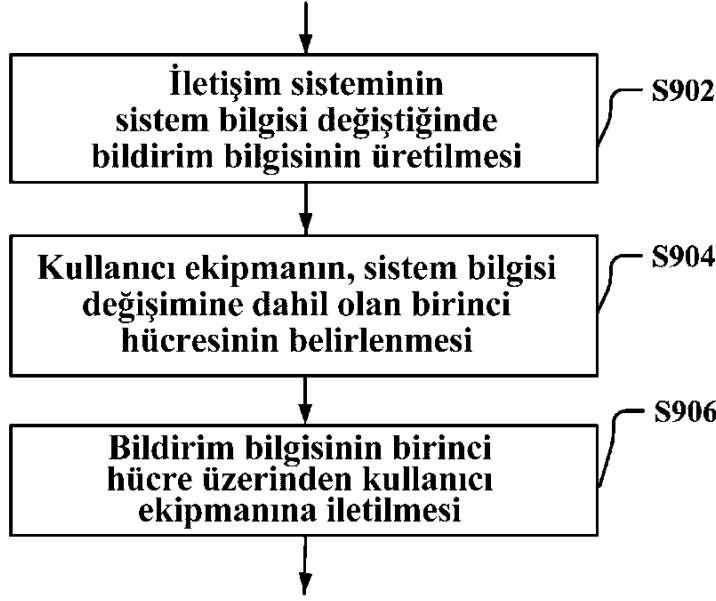 İletişim sisteminin
sistem bilgisi değiştiğinde
bildirim bilgisinin üretilmesi
S902
Kullanıcı ekipmanın, sistem bilgisi
değişimine dahil olan birinci
hücresinin belirlenmesi
S904
Bildirim bilgisinin birinci
hücre üzerinden kullanıcı
ekipmanına iletilmesi
S906